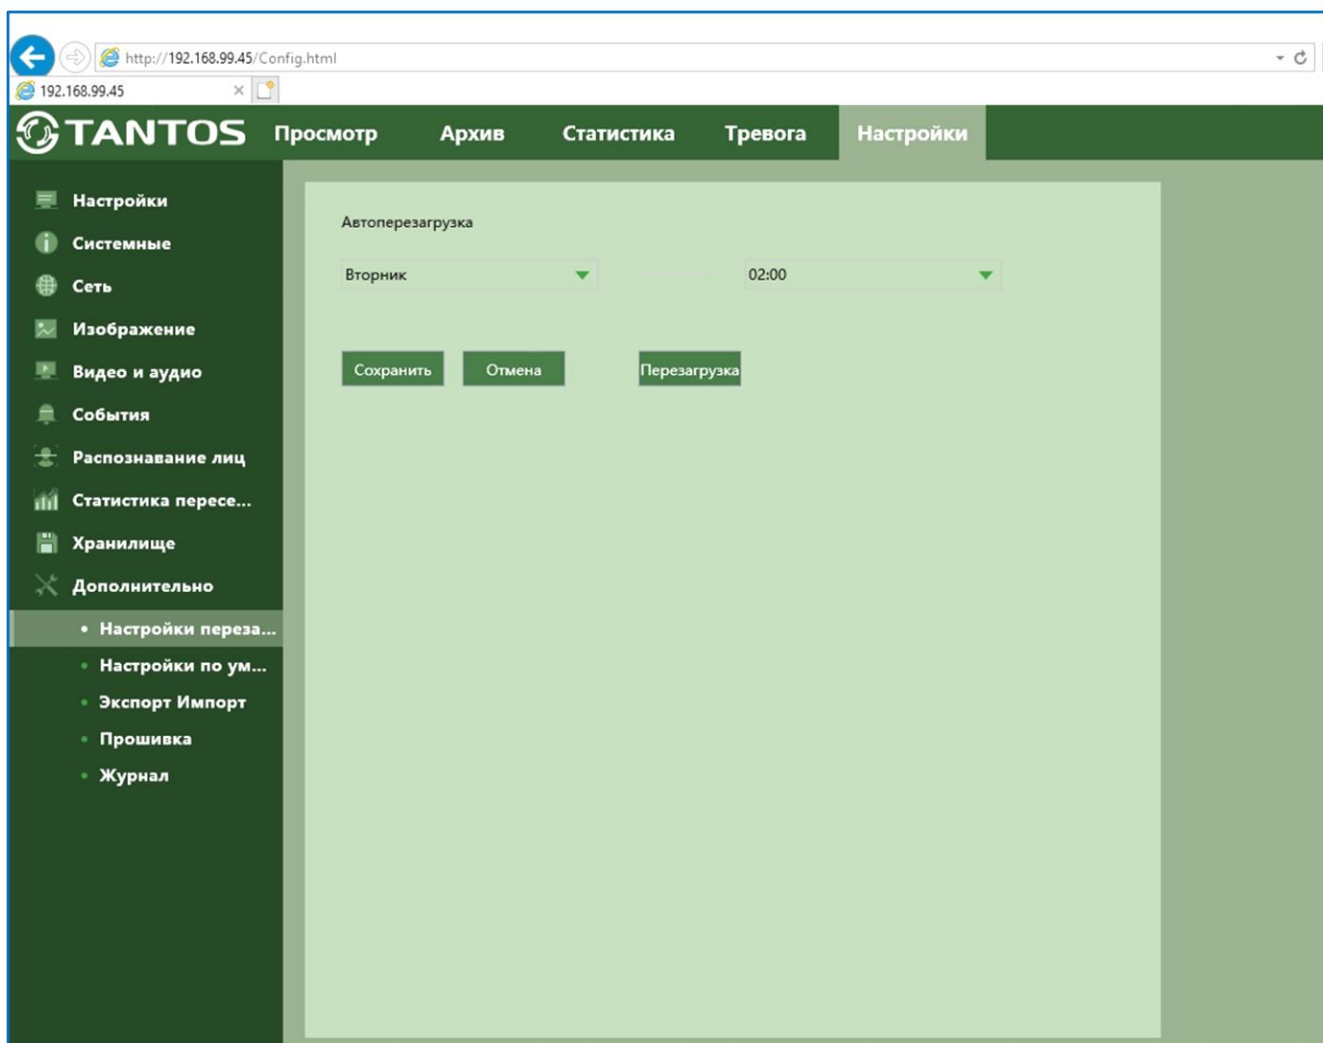 http://192.168.99.45/Config.html
192.168.99.45
TANTOS Просмотр Архив Статистика Тревога Настройки
Настройки
Системные
Сеть
Изображение
Видео и аудио
События
Распознавание лиц
Статистика пересе...
Хранилище
Дополнительно
Настройки переза...
Настройки по ум...
Экспорт Импорт
Прошивка
Журнал
Автоперезагрузка
Вторник 02:00
Сохранить Отмена Перезагрузка